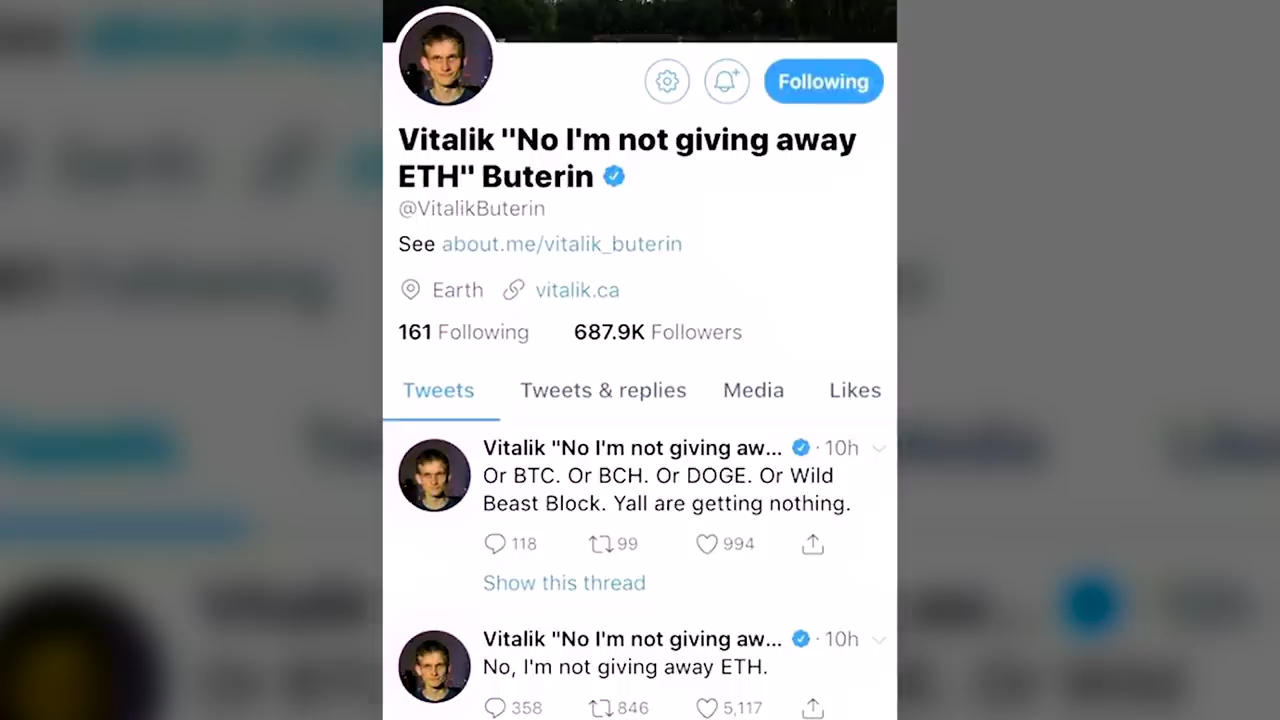 Following
Vitalik "No I'm not giving away
ETH" Buterin
@VitalikButerin
See about.me/vitalik_buterin
Earth vitalik.ca
161 Following 687.9K Followers
Tweets Tweets & replies Media Likes
Vitalik "No I'm not giving aw... · 10h
Or BTC. Or BCH. Or DOGE. Or Wild
Beast Block. Yall are getting nothing.
118 99 994
Show this thread
Vitalik "No I'm not giving aw... · 10h
No, I'm not giving away ETH.
358 846 5,117